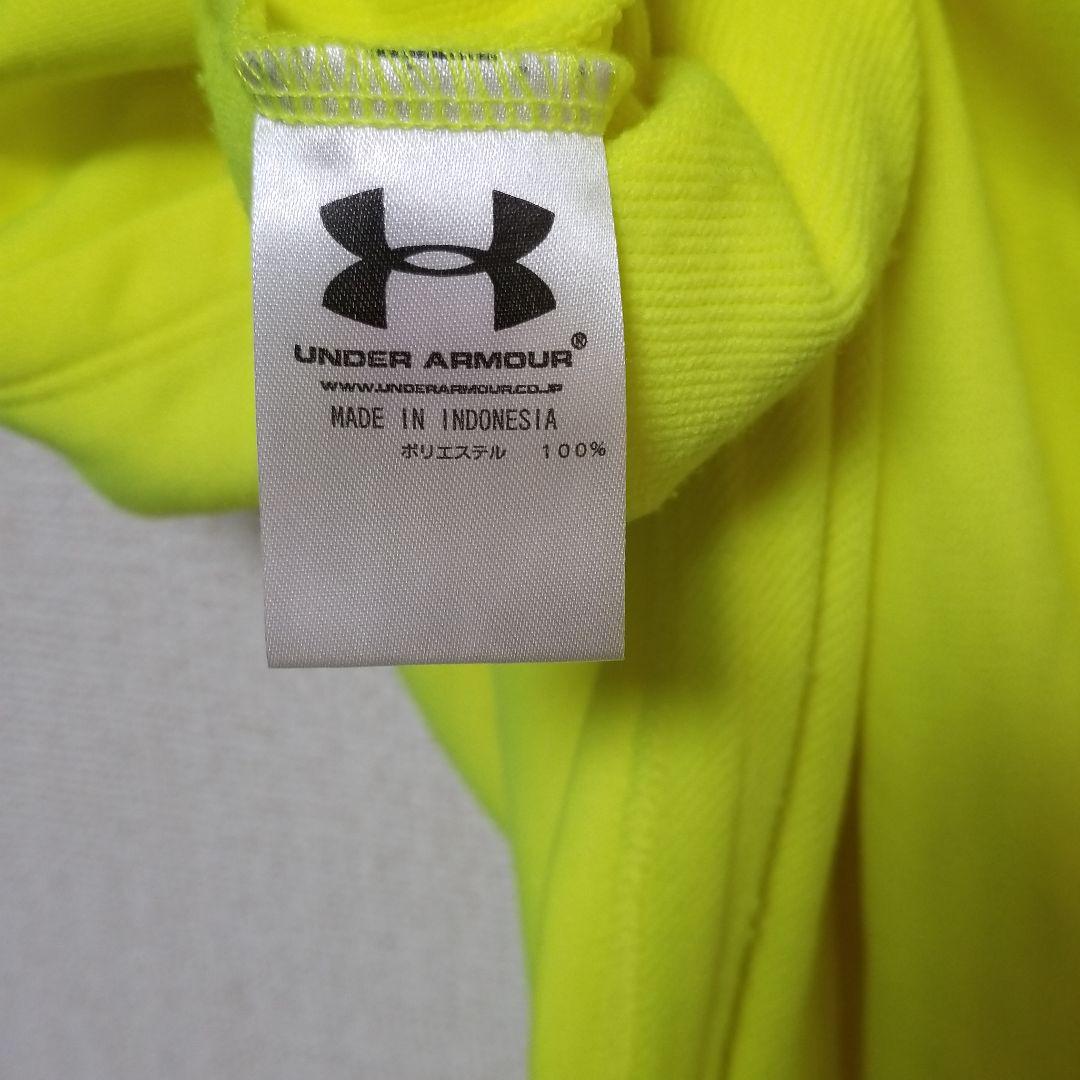 UNDER ARMOUR®
WWW.UNDERARMOUR.CO.JP
MADE IN INDONESIA
ポリエステル 100%